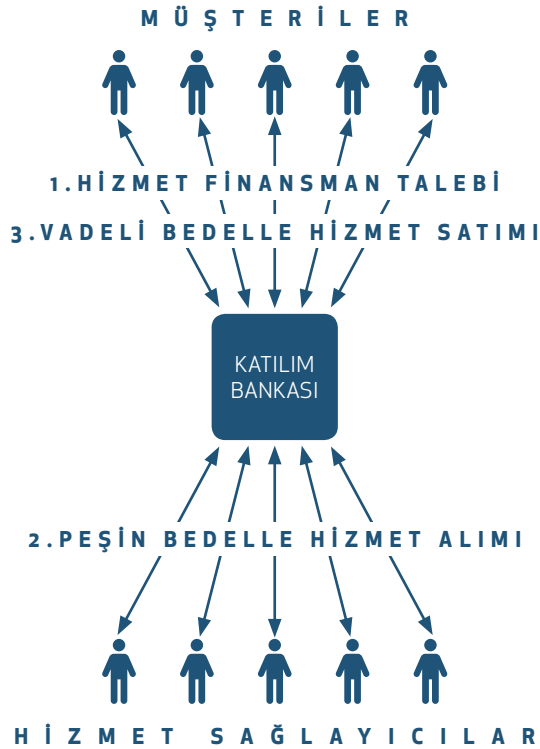 MÜŞTERİLER
1.HİZMET FİNANSMAN TALEBİ
3.VADELİ BEDELLE HİZMET SATIMI
KATILIM
BANKASI
2.PEŞİN BEDELLE HİZMET ALIMI
HİZMET SAĞLAYICILAR